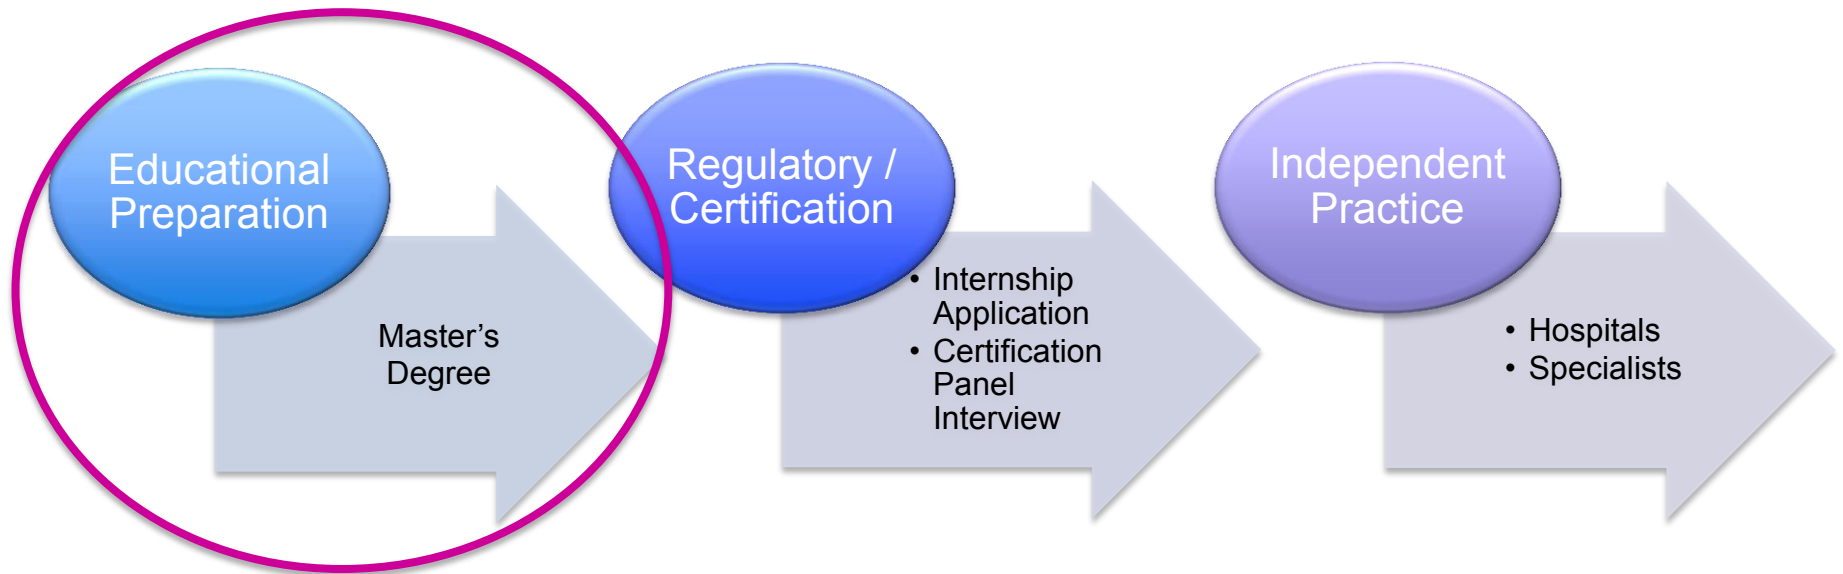 Educational
Preparation
Master’s
Degree
Regulatory /
Certification
• Internship
Application
• Certification
Panel
Interview
Independent
Practice
• Hospitals
• Specialists